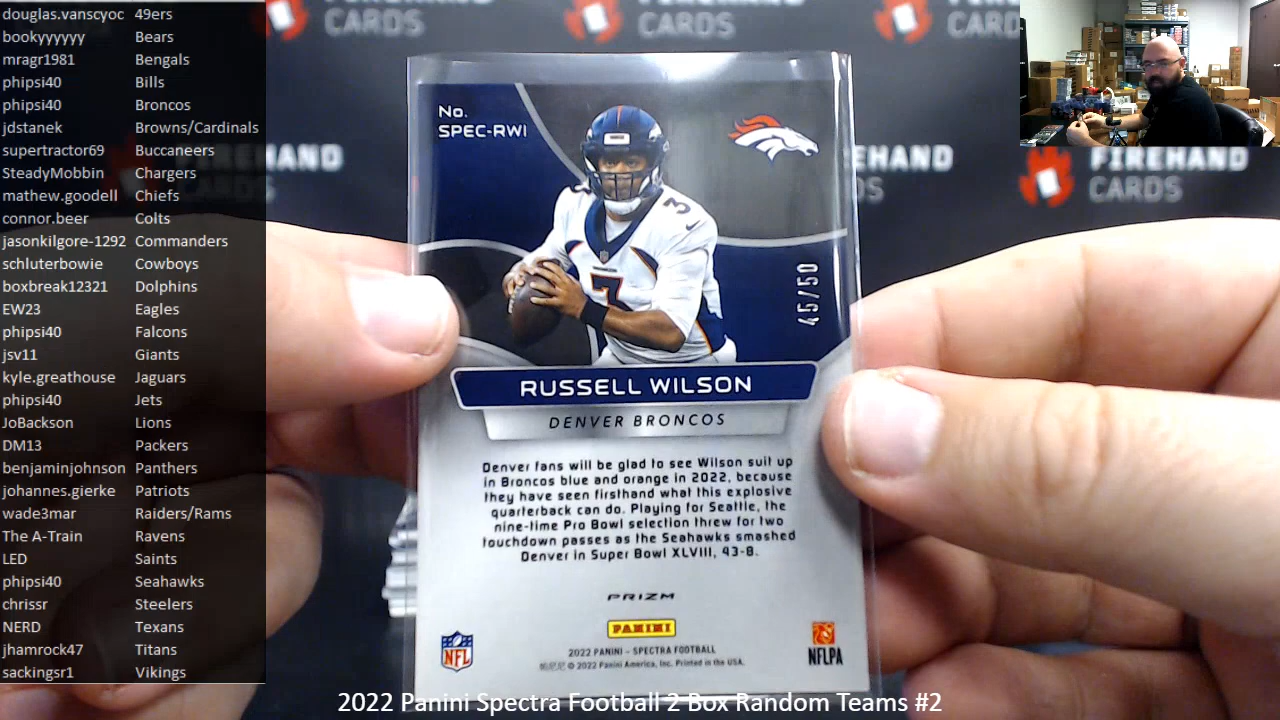 douglas.vanscyoc 49ers
bookyyyyyy Bears
mragr1981 Bengals
phipsi40 Bills
phipsi40 Broncos
jdstanek Browns/Cardinals
supertractor69 Buccaneers
SteadyMobbin Chargers
mathew.goodell Chiefs
connor.beer Colts
jasonkilgore-1292 Commanders
schluterbowie Cowboys
boxbreak12321 Dolphins
EW23 Eagles
phipsi40 Falcons
jsv11 Giants
kyle.greathouse Jaguars
phipsi40 Jets
JoBackson Lions
DM13 Packers
benjaminjohnson Panthers
johannes.gierke Patriots
wade3mar Raiders/Rams
The A-Train Ravens
LED Saints
phipsi40 Seahawks
chrissr Steelers
NERD Texans
jhamrock47 Titans
sackingsr1 Vikings
CARDS
CARDS
CARD
FIREHAND
CARDS
No.
SPEC-RWI
3
3
45/50
RUSSELL WILSON
DENVER BRONCOS
Denver fans will be glad to see Wilson suit up
in Broncos blue and orange in 2022, because
they have seen firsthand what this explosive
quarterback can do. Playing for Seattle, the
nine-time Pro Bowl selection threw for two
touchdown passes as the Seahawks smashed
Denver in Super Bowl XLVIII, 43-8.
PRIZM
PANINI
NFL
NFLPA
2022 PANINI - SPECTRA FOOTBALL
© 2022 Panini America, Inc. Printed in the USA.
2022 Panini Spectra Football 2 Box Random Teams #2